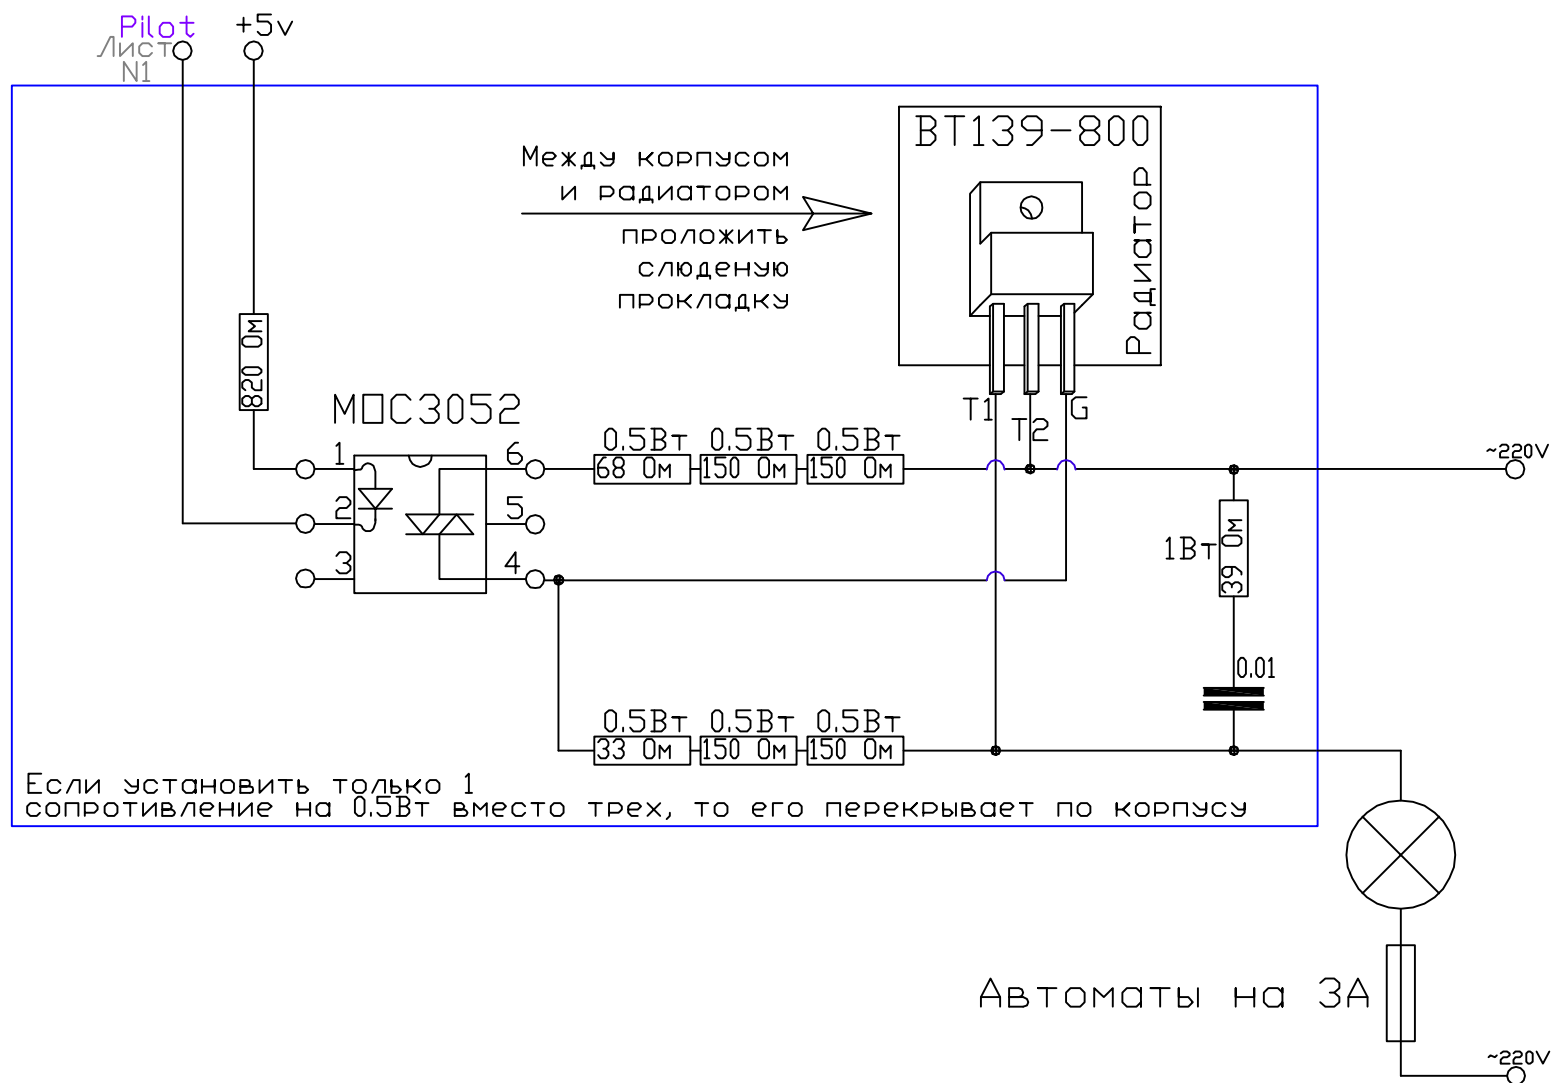 Pilot
+5v
Лист
N1
BT139-800
Между корпусом
и радиатором
проложить
слюденую
прокладку
Радиатор
820 Ом
MOC3052
T1
T2
G
0.5Вт 0.5Вт 0.5Вт
68 Ом 150 Ом 150 Ом
~220V
1
6
2
5
3
4
1Вт
39 Ом
0.01
0.5Вт 0.5Вт 0.5Вт
33 Ом 150 Ом 150 Ом
Если установить только 1
сопротивление на 0.5Вт вместо трех, то его перекрывает по корпусу
Автоматы на 3А
~220V